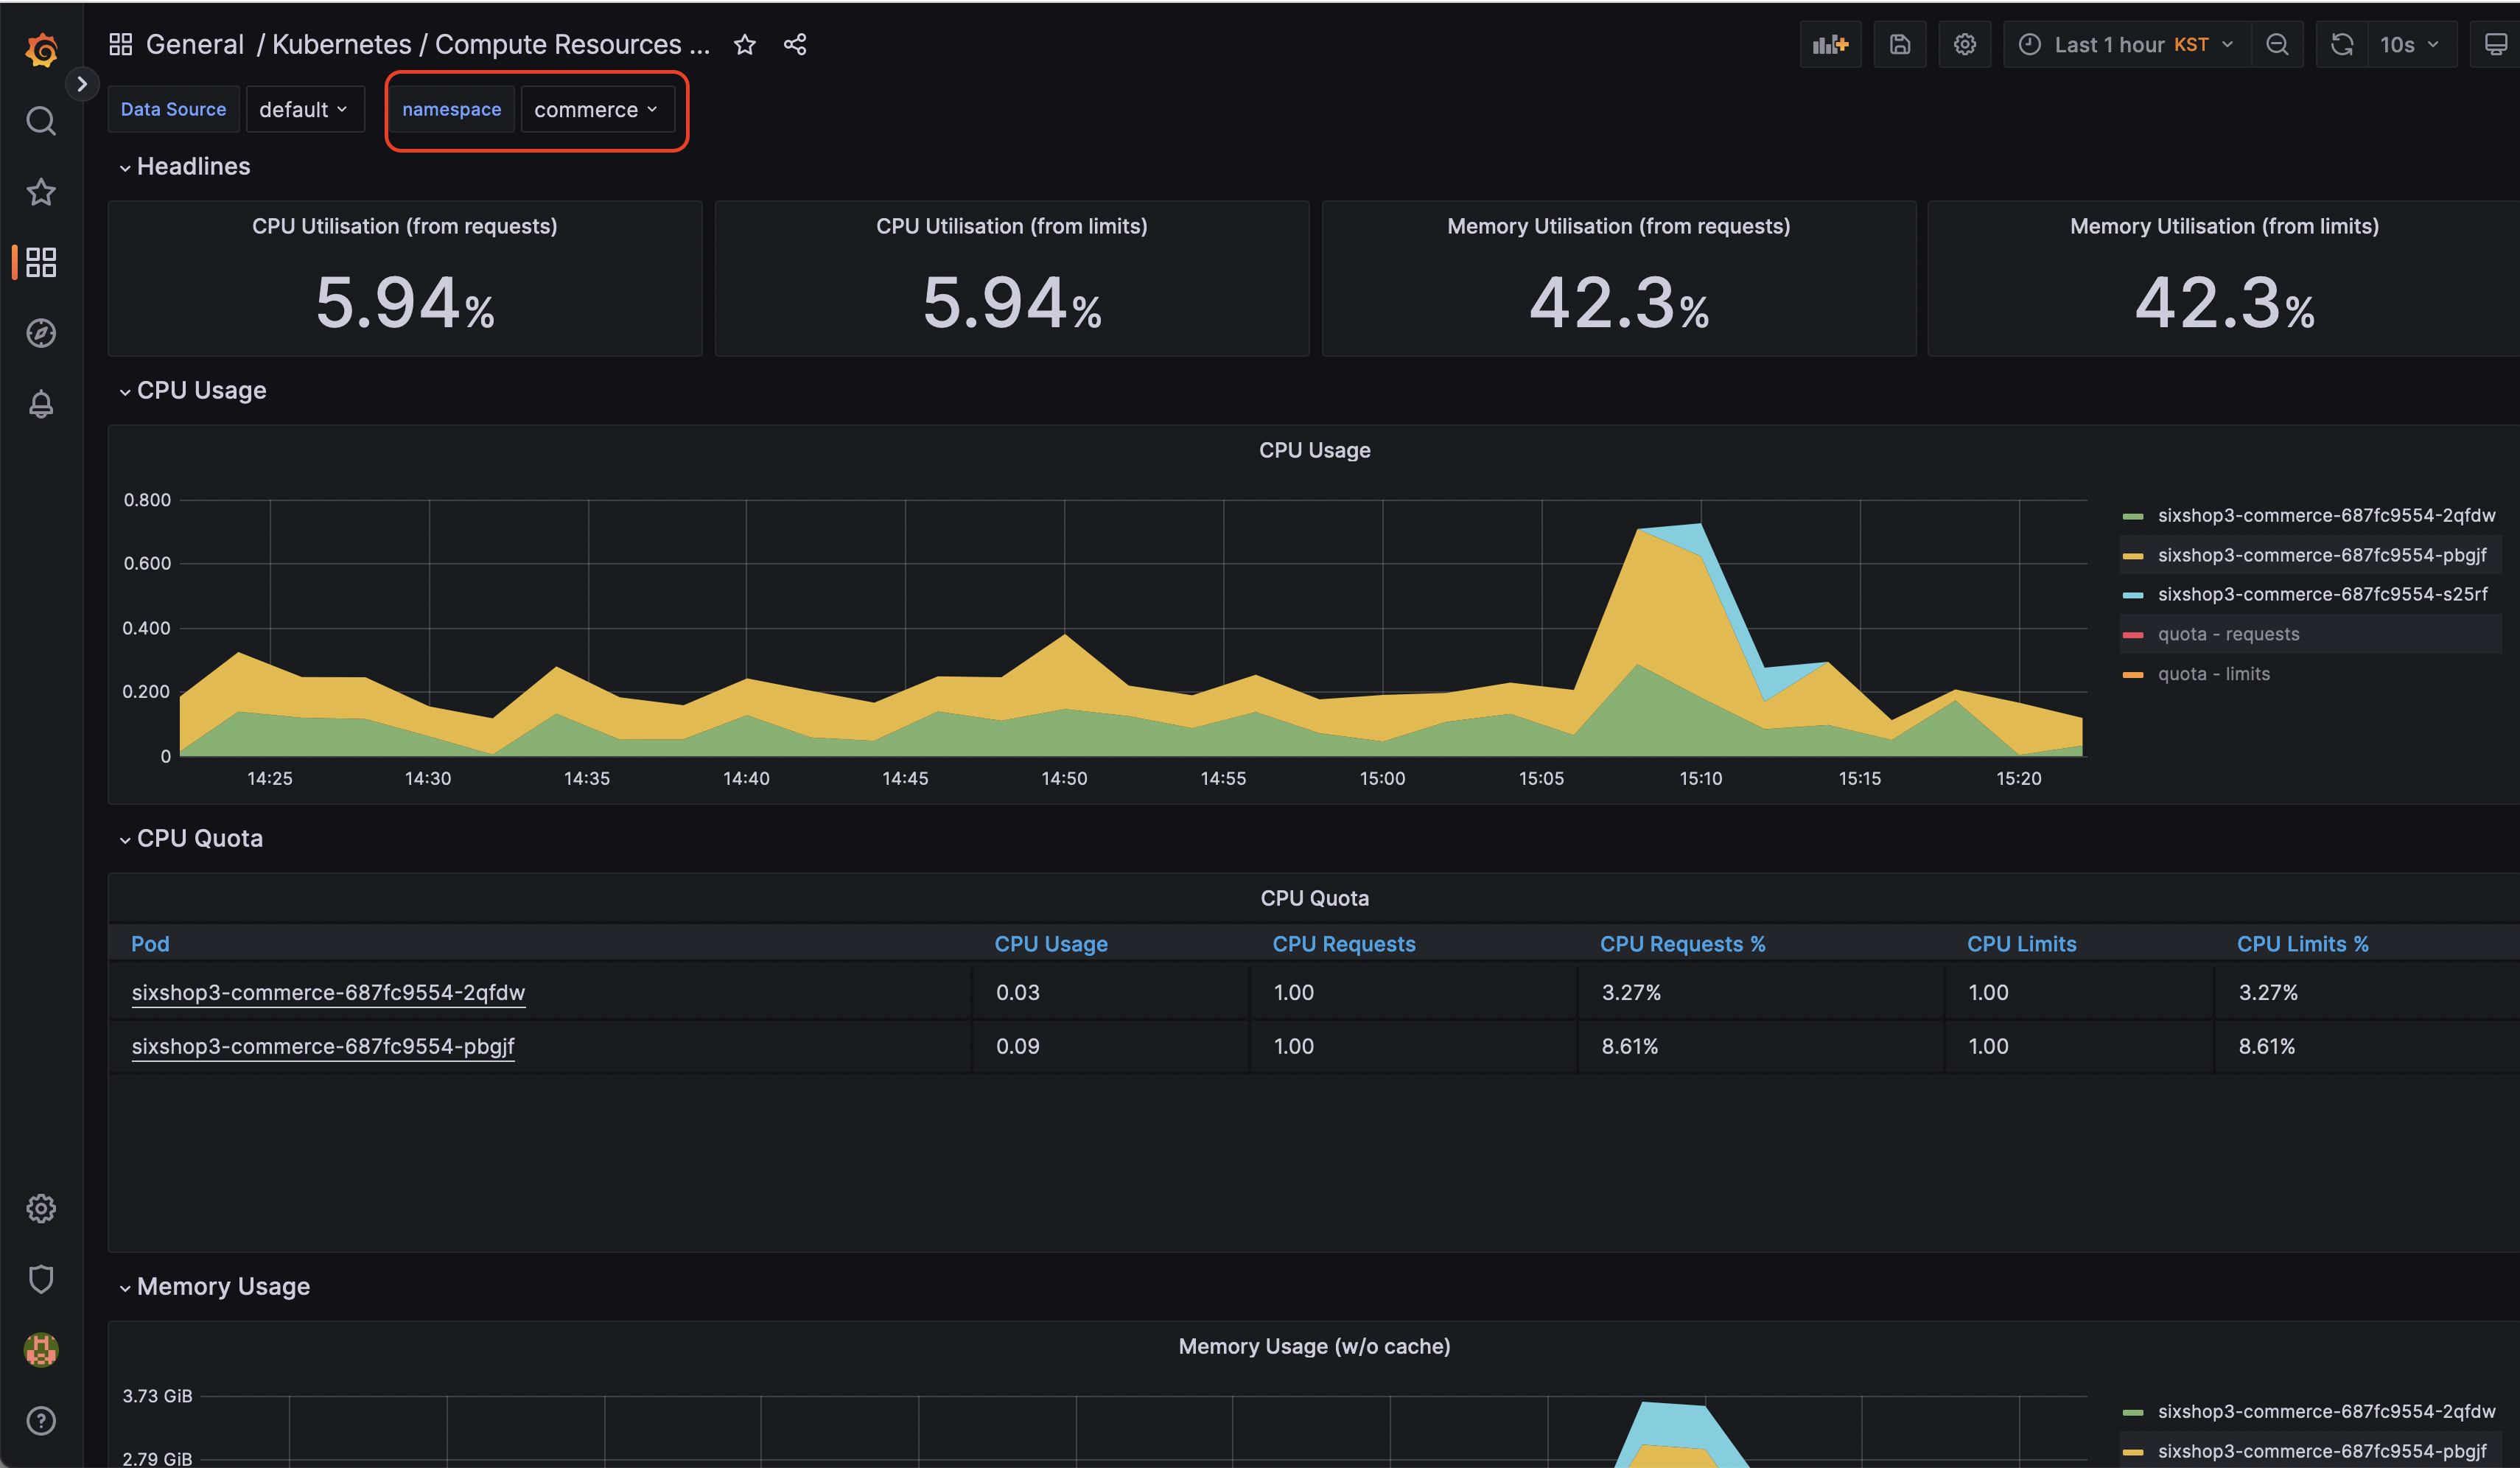 General / Kubernetes / Compute Resources ...
Last 1 hour KST
10s
Data Source default namespace commerce
Headlines
CPU Utilisation (from requests)
5.94%
CPU Utilisation (from limits)
5.94%
Memory Utilisation (from requests)
42.3%
Memory Utilisation (from limits)
42.3%
CPU Usage
CPU Usage
0.800
0.600
0.400
0.200
0
14:25 14:30 14:35 14:40 14:45 14:50 14:55 15:00 15:05 15:10 15:15 15:20
sixshop3-commerce-687fc9554-2qfdw
sixshop3-commerce-687fc9554-pbgjf
sixshop3-commerce-687fc9554-s25rf
quota - requests
quota - limits
CPU Quota
CPU Quota
Pod CPU Usage CPU Requests CPU Requests % CPU Limits CPU Limits %
sixshop3-commerce-687fc9554-2qfdw 0.03 1.00 3.27% 1.00 3.27%
sixshop3-commerce-687fc9554-pbgjf 0.09 1.00 8.61% 1.00 8.61%
Memory Usage
Memory Usage (w/o cache)
3.73 GiB
2.79 GiB
sixshop3-commerce-687fc9554-2qfdw
sixshop3-commerce-687fc9554-pbgjf